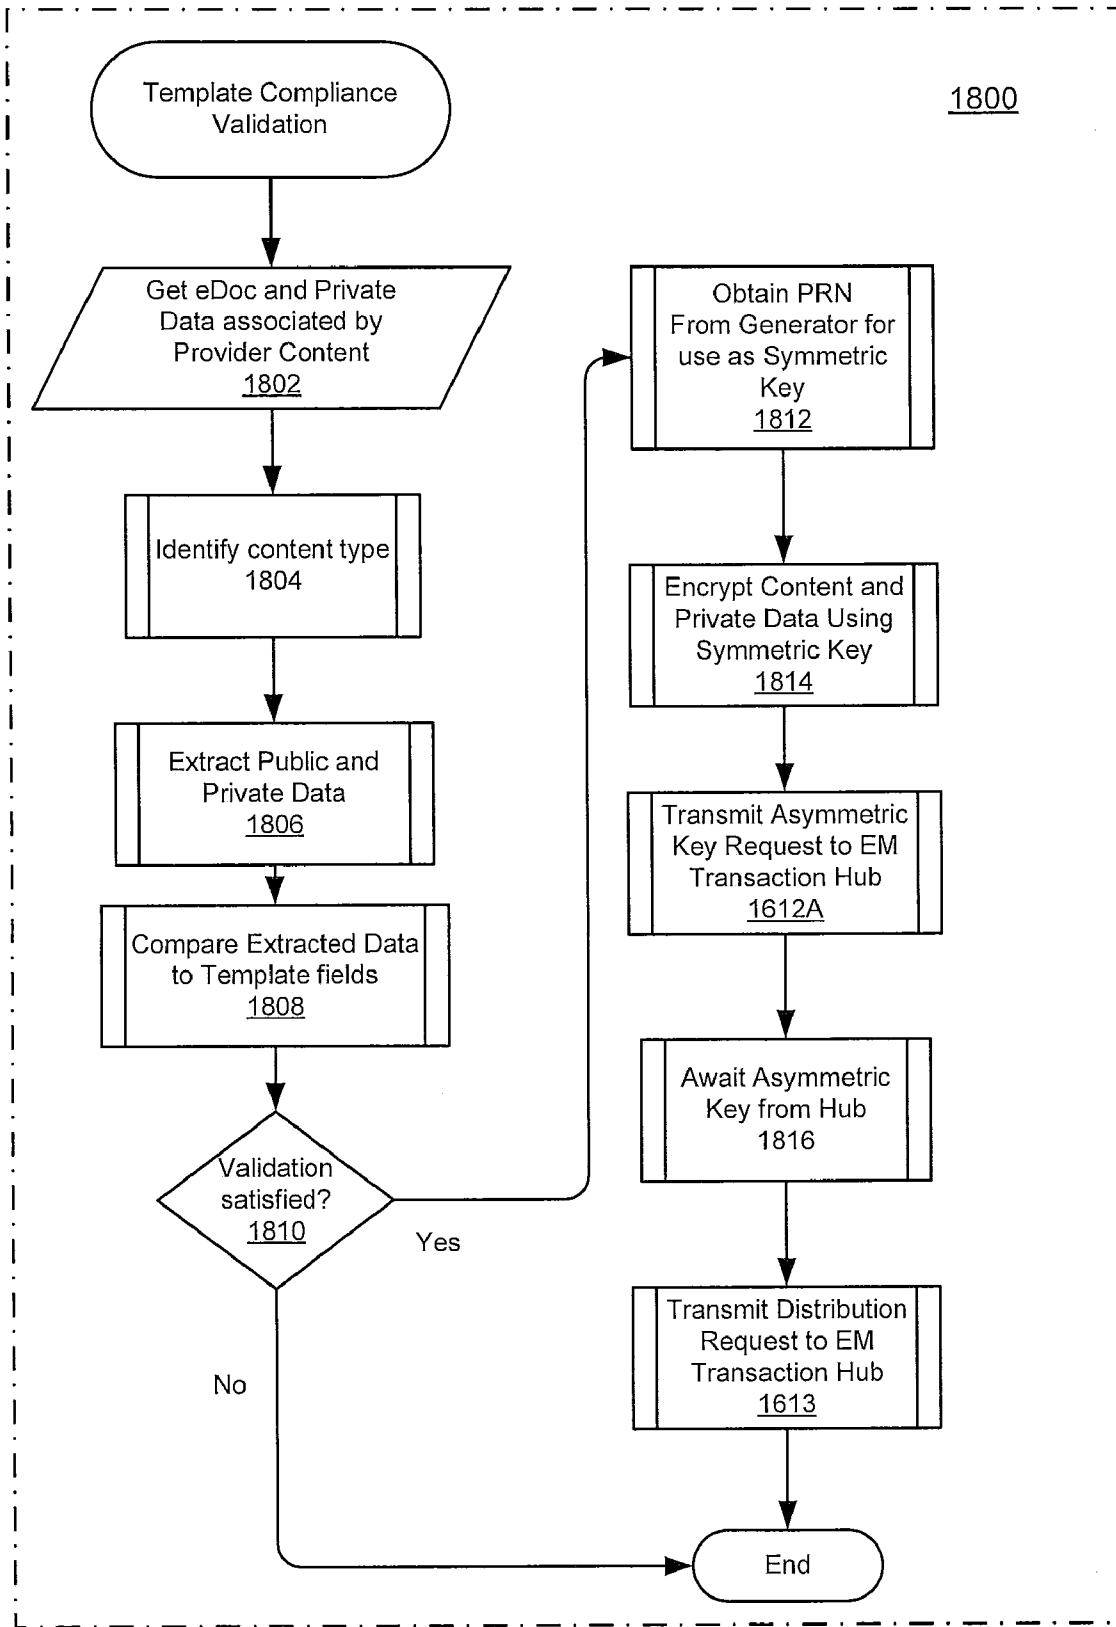 1800
Template Compliance
Validation
Get eDoc and Private
Data associated by
Provider Content
1802
Identify content type
1804
Extract Public and
Private Data
1806
Compare Extracted Data
to Template fields
1808
Validation
satisfied?
1810
Yes
No
Obtain PRN
From Generator for
use as Symmetric
Key
1812
Encrypt Content and
Private Data Using
Symmetric Key
1814
Transmit Asymmetric
Key Request to EM
Transaction Hub
1612A
Await Asymmetric
Key from Hub
1816
Transmit Distribution
Request to EM
Transaction Hub
1613
End